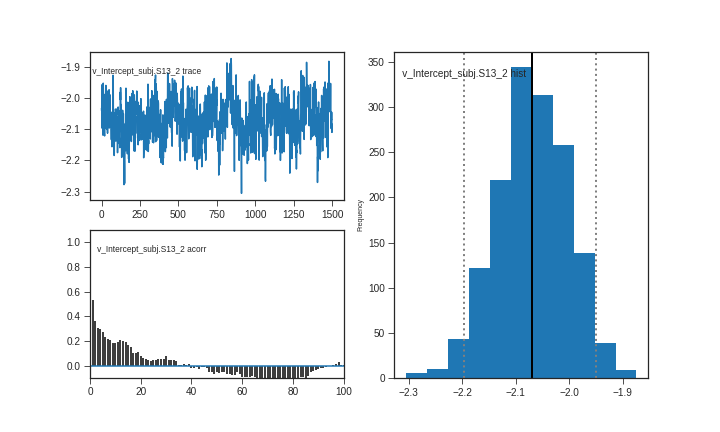 v_Intercept_subj.S13_2 trace
−1.9
−2.0
−2.1
−2.2
−2.3
0 250 500 750 1000 1250 1500
v_Intercept_subj.S13_2 acorr
1.0
0.8
0.6
0.4
0.2
0.0
0 20 40 60 80 100
v_Intercept_subj.S13_2 hist
Frequency
350
300
250
200
150
100
50
0
−2.3 −2.2 −2.1 −2.0 −1.9